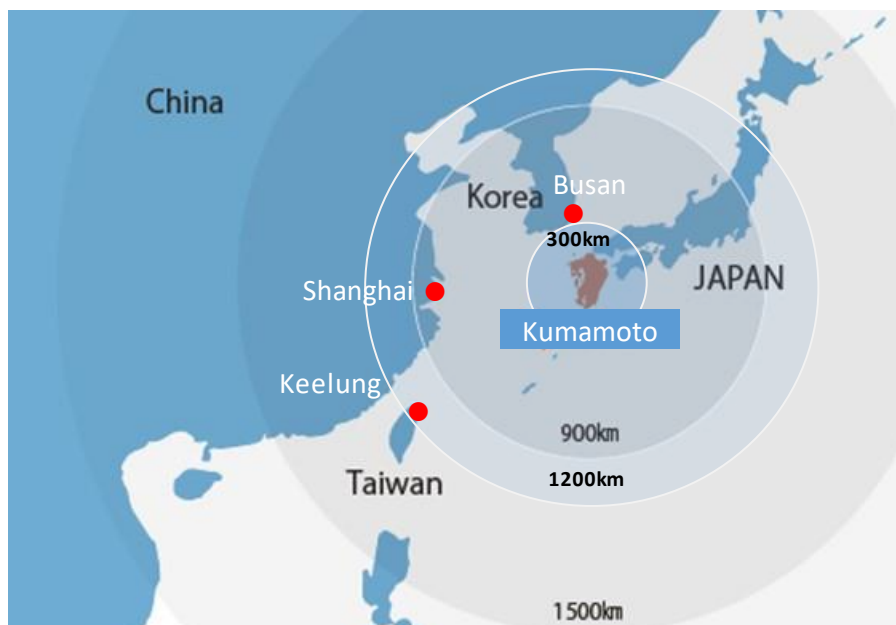 China
Busan
Korea
300km
JAPAN
Shanghai
Kumamoto
Keelung
900km
Taiwan
1200km
1500km